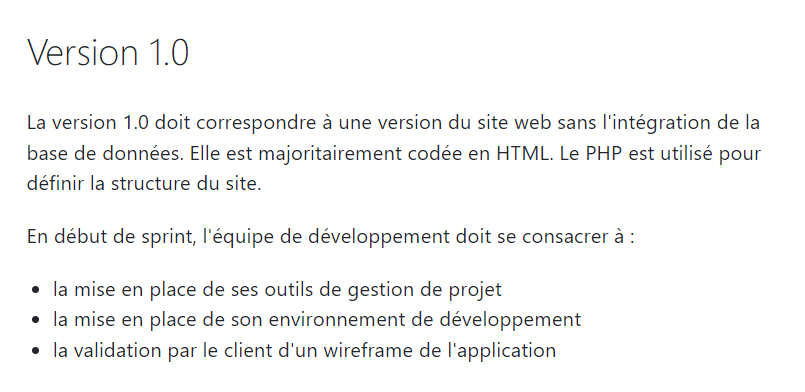 Version 1.0
La version 1.0 doit correspondre à une version du site web sans l'intégration de la
base de données. Elle est majoritairement codée en HTML. Le PHP est utilisé pour
définir la structure du site.
En début de sprint, l'équipe de développement doit se consacrer à :
• la mise en place de ses outils de gestion de projet
• la mise en place de son environnement de développement
• la validation par le client d'un wireframe de l'application